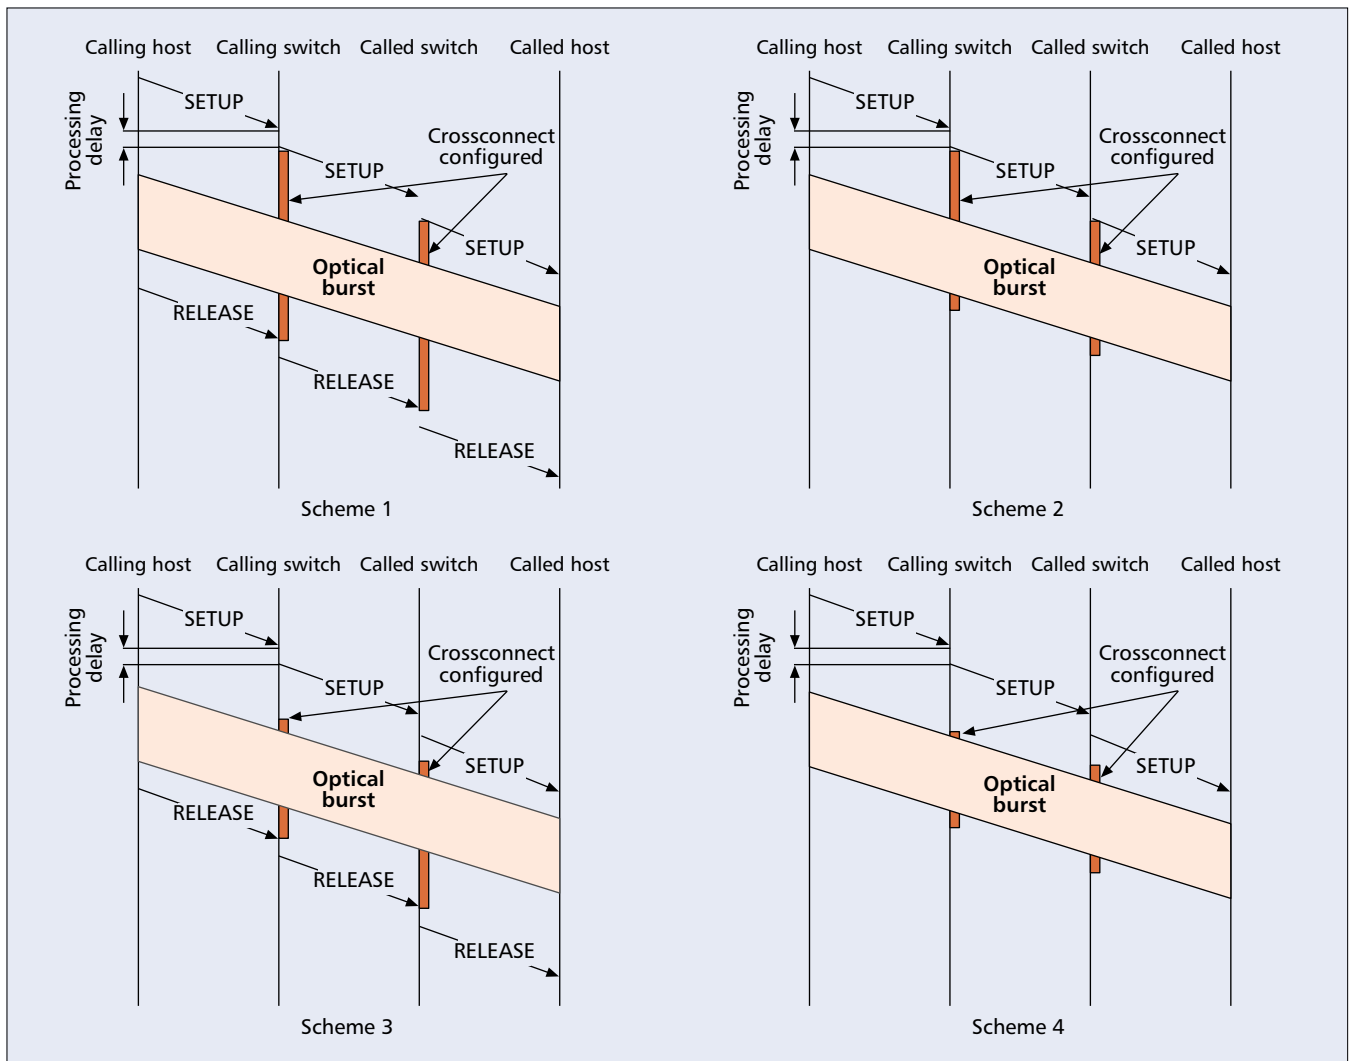 Calling host Calling switch Called switch Called host
Processing
delay
SETUP
Crossconnect
configured
SETUP
SETUP
Optical
burst
RELEASE
RELEASE
RELEASE
Scheme 1
Calling host Calling switch Called switch Called host
Processing
delay
SETUP
Crossconnect
configured
SETUP
SETUP
Optical
burst
Scheme 2
Calling host Calling switch Called switch Called host
Processing
delay
SETUP
Crossconnect
configured
SETUP
SETUP
Optical
burst
RELEASE
RELEASE
RELEASE
Scheme 3
Calling host Calling switch Called switch Called host
Processing
delay
SETUP
Crossconnect
configured
SETUP
SETUP
Optical
burst
Scheme 4